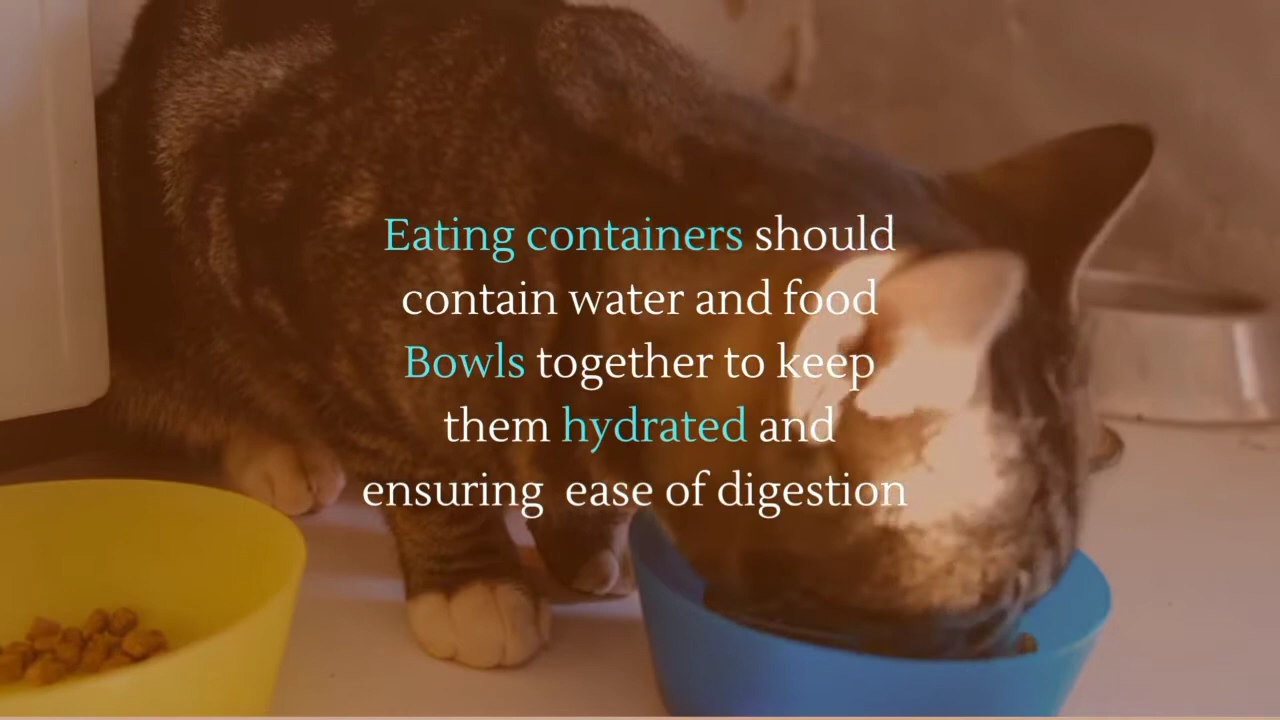 Eating containers should
contain water and food
Bowls together to keep
them hydrated and
ensuring  ease of digestion